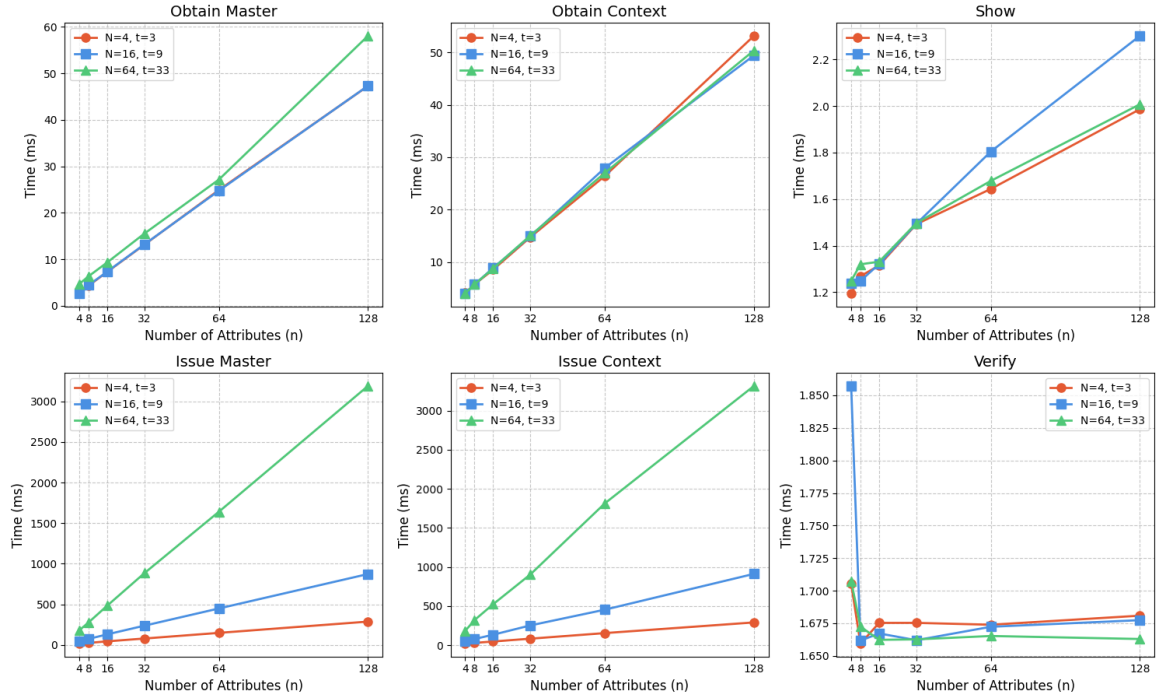 Obtain Master
60
50
40
30
20
10
0
Time (ms)
N=4, t=3
N=16, t=9
N=64, t=33
4 8 16 32 64 128
Number of Attributes (n)
Obtain Context
50
40
30
20
10
Time (ms)
N=4, t=3
N=16, t=9
N=64, t=33
4 8 16 32 64 128
Number of Attributes (n)
Show
2.2
2.0
1.8
1.6
1.4
1.2
Time (ms)
N=4, t=3
N=16, t=9
N=64, t=33
4 8 16 32 64 128
Number of Attributes (n)
Issue Master
3000
2500
2000
1500
1000
500
0
Time (ms)
N=4, t=3
N=16, t=9
N=64, t=33
4 8 16 32 64 128
Number of Attributes (n)
Issue Context
3000
2500
2000
1500
1000
500
0
Time (ms)
N=4, t=3
N=16, t=9
N=64, t=33
4 8 16 32 64 128
Number of Attributes (n)
Verify
1.850
1.825
1.800
1.775
1.750
1.725
1.700
1.675
1.650
Time (ms)
N=4, t=3
N=16, t=9
N=64, t=33
4 8 16 32 64 128
Number of Attributes (n)